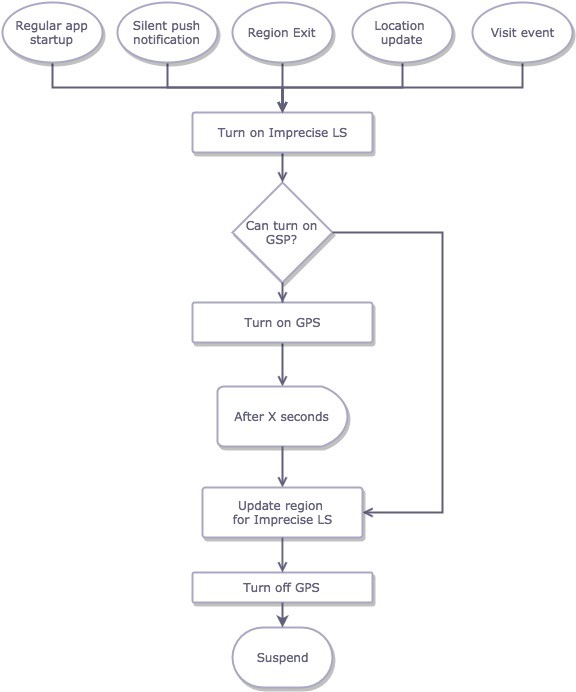 Regular app
startup
Silent push
notification
Region Exit
Location
update
Visit event
Turn on Imprecise LS
Can turn on
GSP?
Turn on GPS
After X seconds
Update region
for Imprecise LS
Turn off GPS
Suspend